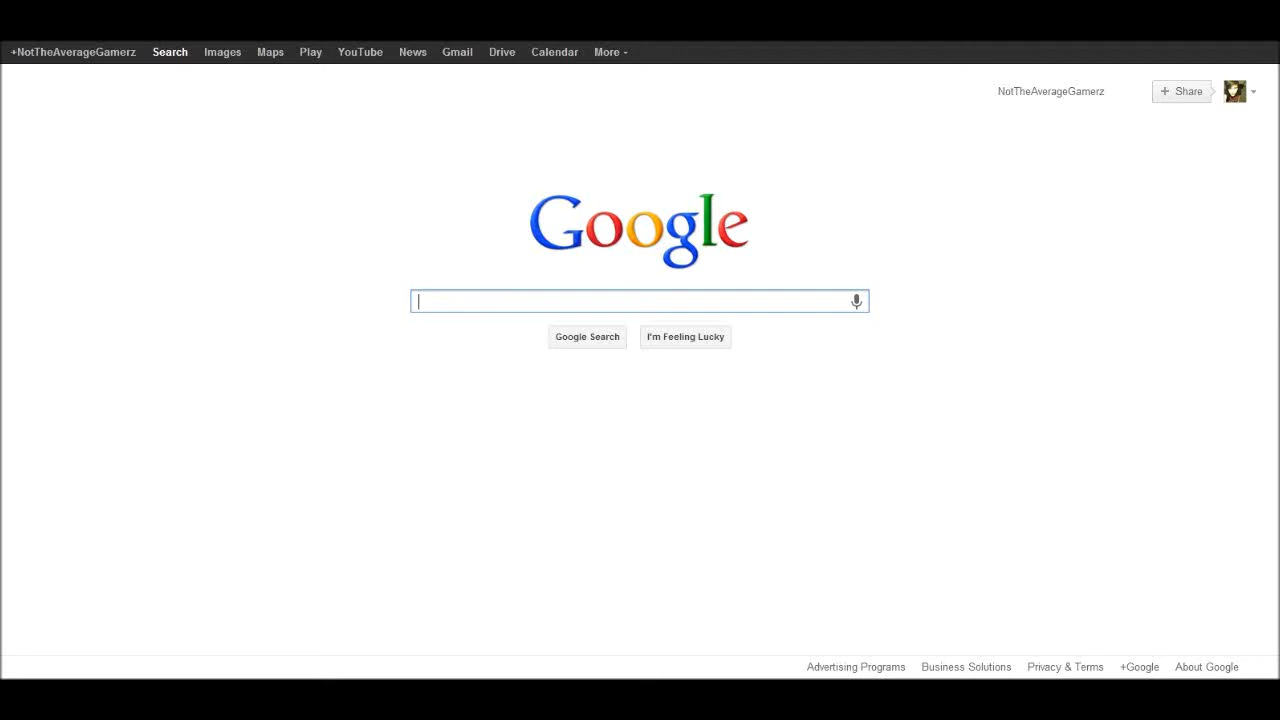 +NotTheAverageGamerz Search Images Maps Play YouTube News Gmail Drive Calendar More
NotTheAverageGamerz + Share
Google
Google Search I'm Feeling Lucky
Advertising Programs Business Solutions Privacy & Terms +Google About Google